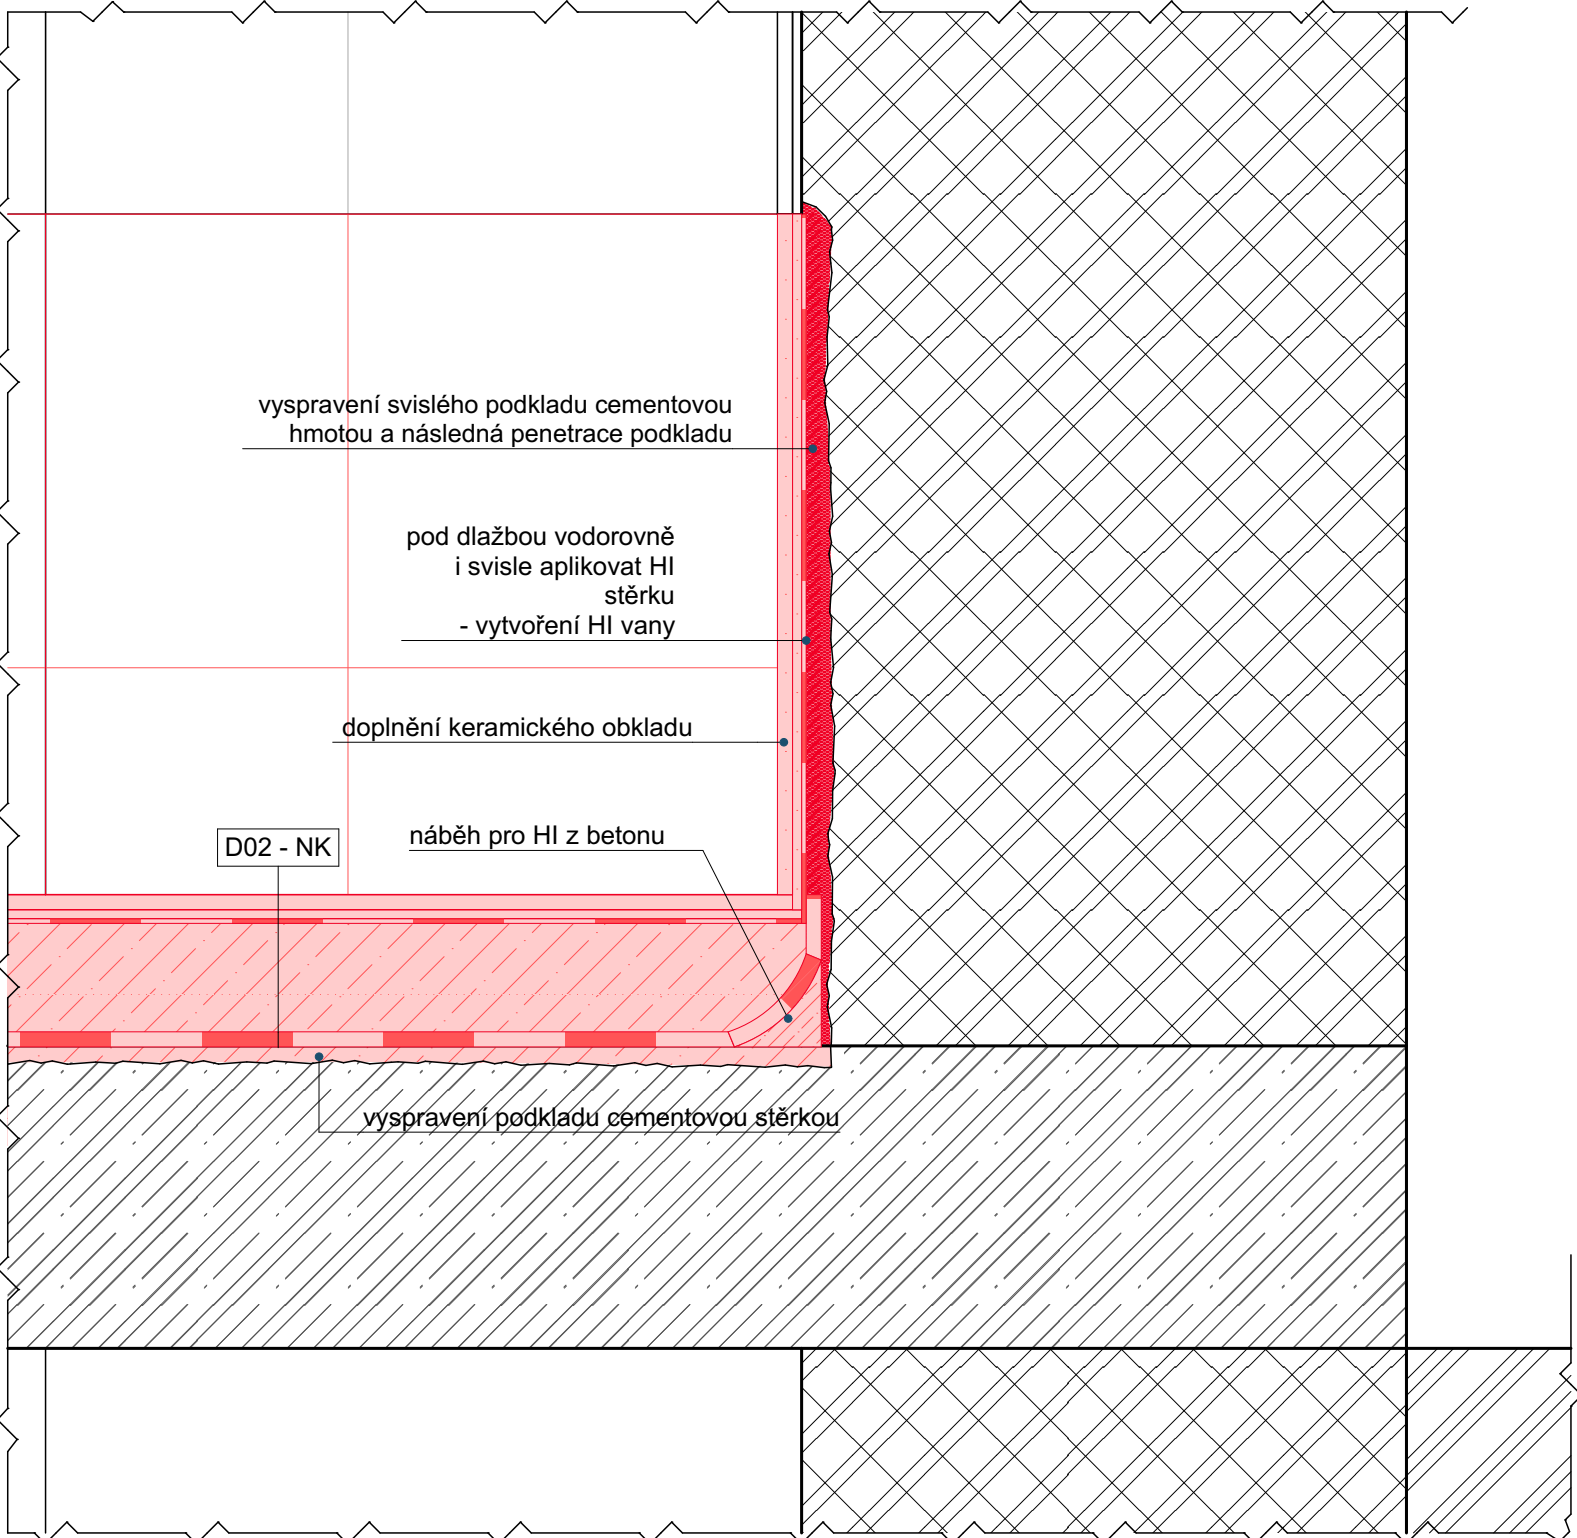 vyspravení svislého podkladu cementovou
hmotou a následná penetrace podkladu
pod dlažbou vodorovně
i svisle aplikovat HI
stěrku
- vytvoření HI vany
doplnění keramického obkladu
náběh pro HI z betonu
D02 - NK
vyspravení podkladu cementovou stěrkou